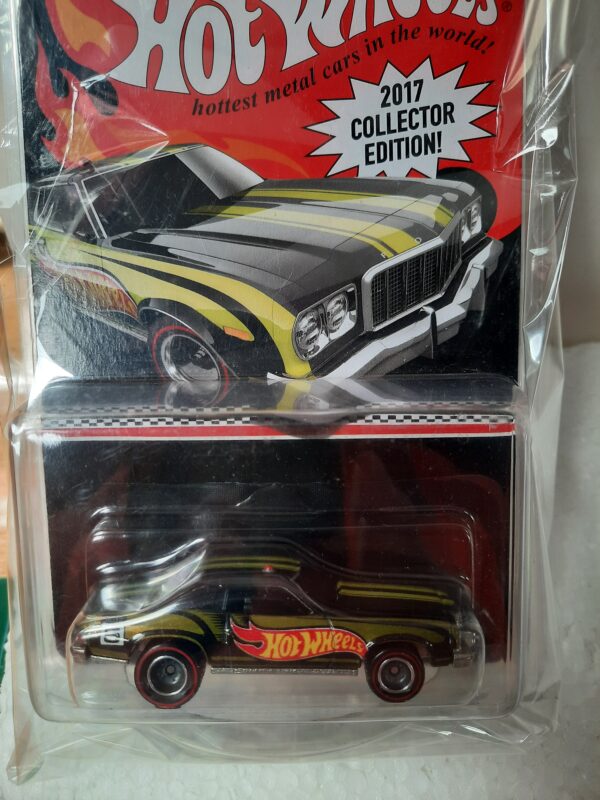 HOT WHEELS®
hottest metal cars in the world!
2017
COLLECTOR
EDITION!
HOT WHEELS